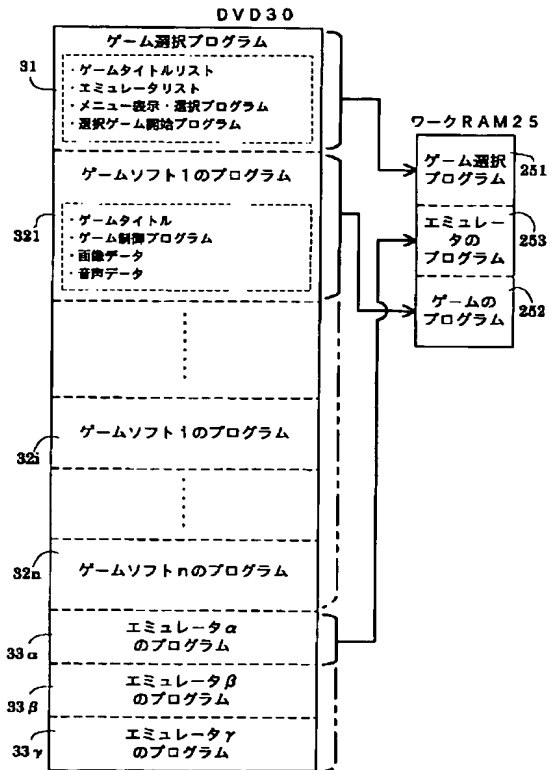 DVD30
31
ゲーム選択プログラム
・ゲームタイトルリスト
・エミュレータリスト
・メニュー表示・選択プログラム
・選択ゲーム開始プログラム
321
ゲームソフト1のプログラム
・ゲームタイトル
・ゲーム制御プログラム
・画像データ
・音声データ
32i
ゲームソフトiのプログラム
32n
ゲームソフトnのプログラム
33α
エミュレータα
のプログラム
33β
エミュレータβ
のプログラム
33γ
エミュレータγ
のプログラム
ワークRAM25
ゲーム選択
プログラム
251
エミュレー
タの
プログラム
253
ゲームの
プログラム
252